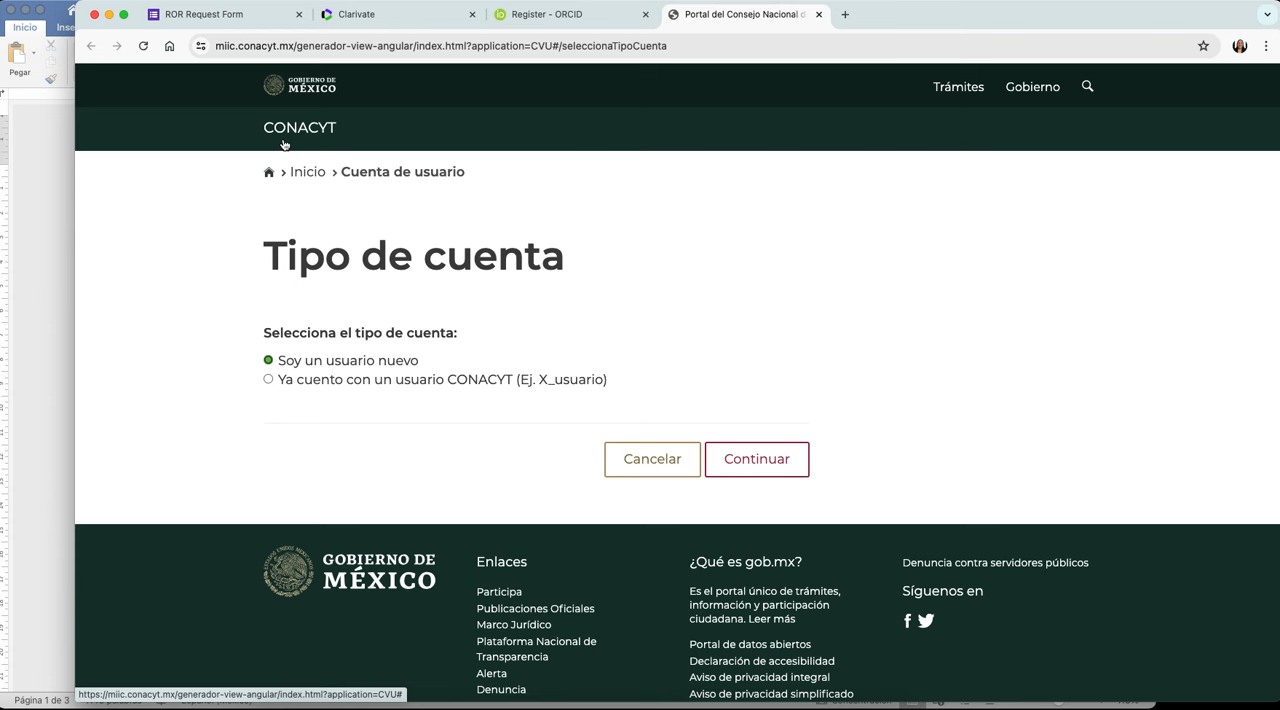 Inicio
Inse
Pegar
ROR Request Form
Clarivate
Register - ORCID
Portal del Consejo Nacional d
miic.conacyt.mx/generador-view-angular/index.html?application=CVU#/seleccionaTipoCuenta
GOBIERNO DE
MÉXICO
Trámites
Gobierno
CONACYT
Inicio
Cuenta de usuario
Tipo de cuenta
Selecciona el tipo de cuenta:
Soy un usuario nuevo
Ya cuento con un usuario CONACYT (Ej. X_usuario)
Cancelar
Continuar
GOBIERNO DE
MÉXICO
Enlaces
Participa
Publicaciones Oficiales
Marco Jurídico
Plataforma Nacional de
Transparencia
Alerta
Denuncia
¿Qué es gob.mx?
Es el portal único de trámites,
información y participación
ciudadana. Leer más
Portal de datos abiertos
Declaración de accesibilidad
Aviso de privacidad integral
Aviso de privacidad simplificado
Denuncia contra servidores públicos
Síguenos en
https://miic.conacyt.mx/generador-view-angular/index.html?application=CVU#
Página 1 de 3